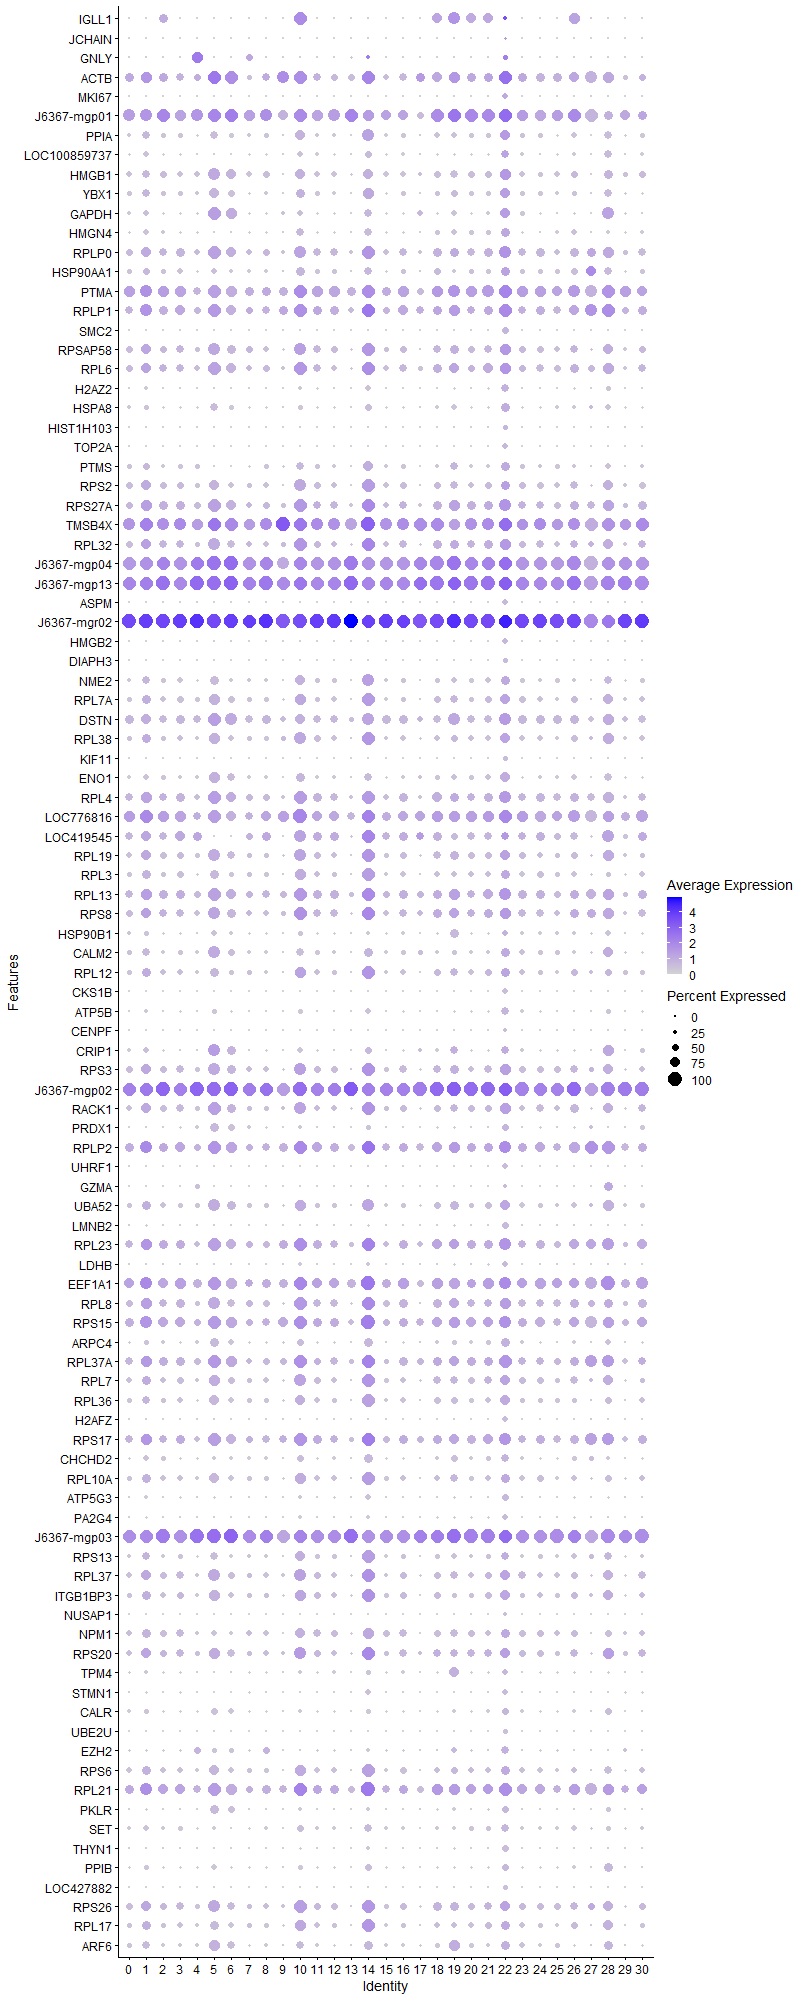 IGLL1
JCHAIN
GNLY
ACTB
MKI67
J6367-mgp01
PPIA
LOC100859737
HMGB1
YBX1
GAPDH
HMGN4
RPLP0
HSP90AA1
PTMA
RPLP1
SMC2
RPSAP58
RPL6
H2AZ2
HSPA8
HIST1H103
TOP2A
PTMS
RPS2
RPS27A
TMSB4X
RPL32
J6367-mgp04
J6367-mgp13
ASPM
J6367-mgr02
HMGB2
DIAPH3
NME2
RPL7A
DSTN
RPL38
KIF11
ENO1
RPL4
LOC776816
LOC419545
RPL19
RPL3
RPL13
RPS8
HSP90B1
CALM2
RPL12
CKS1B
ATP5B
CENPF
CRIP1
RPS3
J6367-mgp02
RACK1
PRDX1
RPLP2
UHRF1
GZMA
UBA52
LMNB2
RPL23
LDHB
EEF1A1
RPL8
RPS15
ARPC4
RPL37A
RPL7
RPL36
H2AFZ
RPS17
CHCHD2
RPL10A
ATP5G3
PA2G4
J6367-mgp03
RPS13
RPL37
ITGB1BP3
NUSAP1
NPM1
RPS20
TPM4
STMN1
CALR
UBE2U
EZH2
RPS6
RPL21
PKLR
SET
THYN1
PPIB
LOC427882
RPS26
RPL17
ARF6
0 1 2 3 4 5 6 7 8 9 10 11 12 13 14 15 16 17 18 19 20 21 22 23 24 25 26 27 28 29 30
Identity
Features
Average Expression
4
3
2
1
0
Percent Expressed
0
25
50
75
100